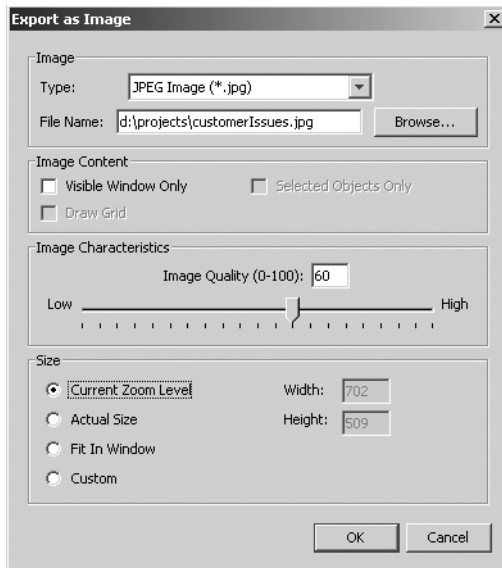 Export as Image
Image
Type: JPEG Image (*.jpg)
File Name: d:\projects\customerIssues.jpg Browse...
Image Content
Visible Window Only Selected Objects Only
Draw Grid
Image Characteristics
Image Quality (0-100): 60
Low High
Size
Current Zoom Level Width: 702
Actual Size Height: 509
Fit In Window
Custom
OK Cancel